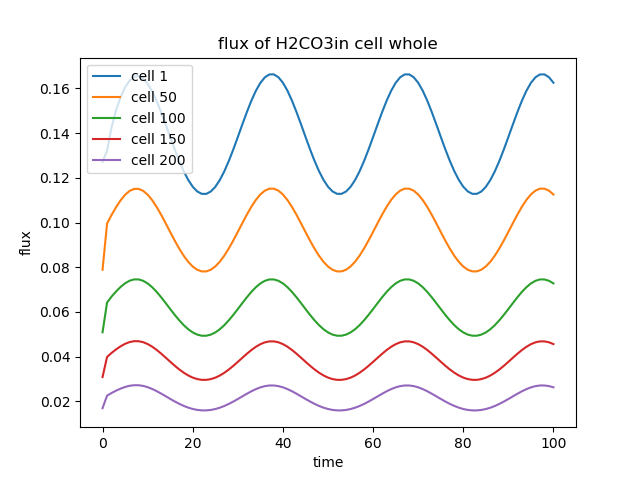 flux of H2CO3in cell whole
cell 1
cell 50
cell 100
cell 150
cell 200
0.16
0.14
0.12
0.10
0.08
0.06
0.04
0.02
flux
0 20 40 60 80 100
time